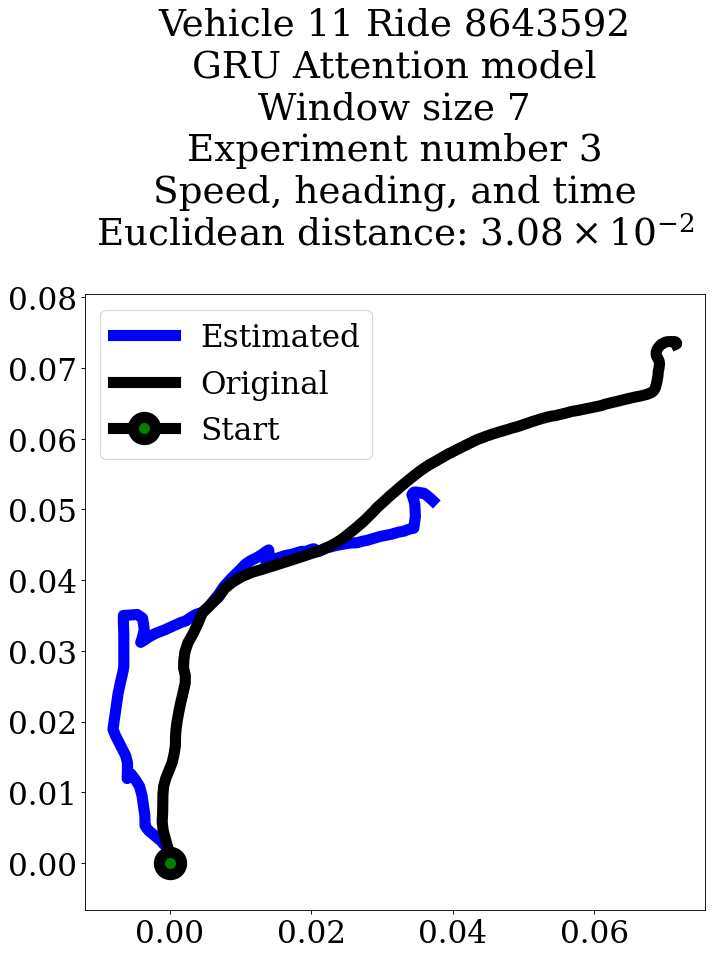 Vehicle 11 Ride 8643592
GRU Attention model
Window size 7
Experiment number 3
Speed, heading, and time
Euclidean distance: 3.08 × 10⁻²
0.08
Estimated
0.07
Original
0.06
Start
0.05
0.04
0.03
0.02
0.01
0.00
0.00 0.02 0.04 0.06